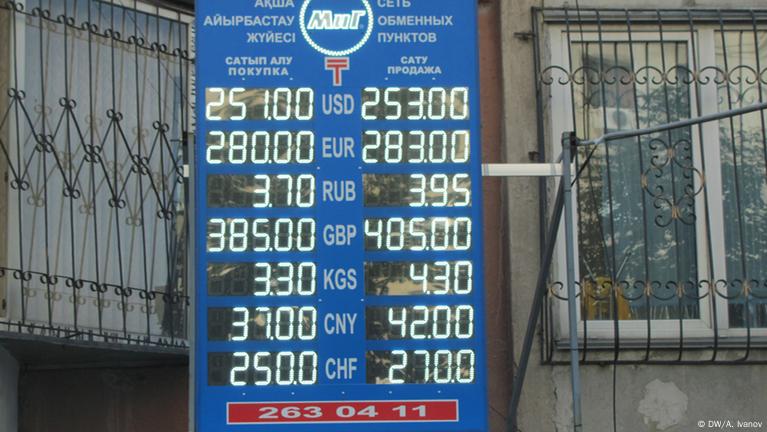 АҚША
СЕТЬ
АЙЫРБАСТАУ
ОБМЕННЫХ
ЖҮЙЕСІ
ПУНКТОВ
МиГ
САТЫП АЛУ
ПОКУПКА
САТУ
ПРОДАЖА
251.00 USD 253.00
280.00 EUR 283.00
3.70 RUB 3.95
385.00 GBP 405.00
3.30 KGS 4.30
37.00 CNY 42.00
250.0 CHF 270.0
263 04 11
© DW/A. Ivanov